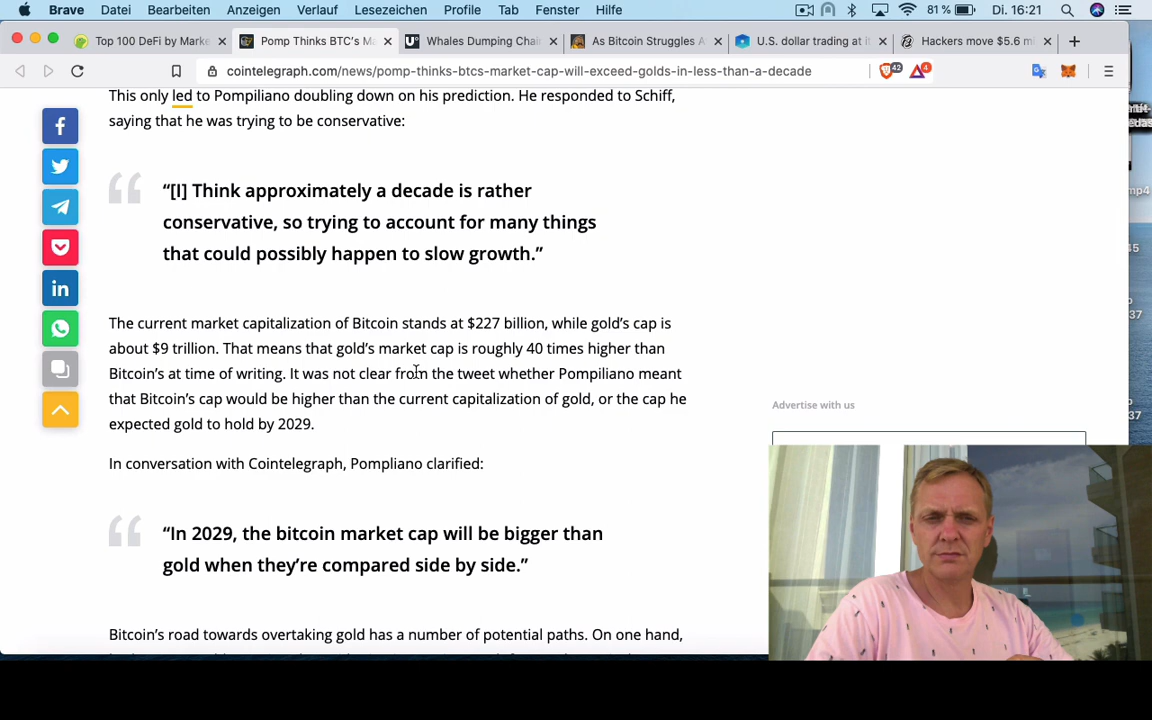 Brave Datei Bearbeiten Anzeigen Verlauf Lesezeichen Profile Tab Fenster Hilfe 81 % Di. 16:21
Top 100 DeFi by Marke
Pomp Thinks BTC's M
Whales Dumping Chain
As Bitcoin Struggles A
U.S. dollar trading at i
Hackers move $5.6 m
cointelegraph.com/news/pomp-thinks-btcs-market-cap-will-exceed-golds-in-less-than-a-decade
42
4
This only led to Pompiliano doubling down on his prediction. He responded to Schiff,
saying that he was trying to be conservative:
“[I] Think approximately a decade is rather
conservative, so trying to account for many things
that could possibly happen to slow growth.”
The current market capitalization of Bitcoin stands at $227 billion, while gold’s cap is
about $9 trillion. That means that gold’s market cap is roughly 40 times higher than
Bitcoin’s at time of writing. It was not clear from the tweet whether Pompiliano meant
that Bitcoin’s cap would be higher than the current capitalization of gold, or the cap he
expected gold to hold by 2029.
In conversation with Cointelegraph, Pompliano clarified:
“In 2029, the bitcoin market cap will be bigger than
gold when they’re compared side by side.”
Bitcoin’s road towards overtaking gold has a number of potential paths. On one hand,
Advertise with us
mp4
45
37